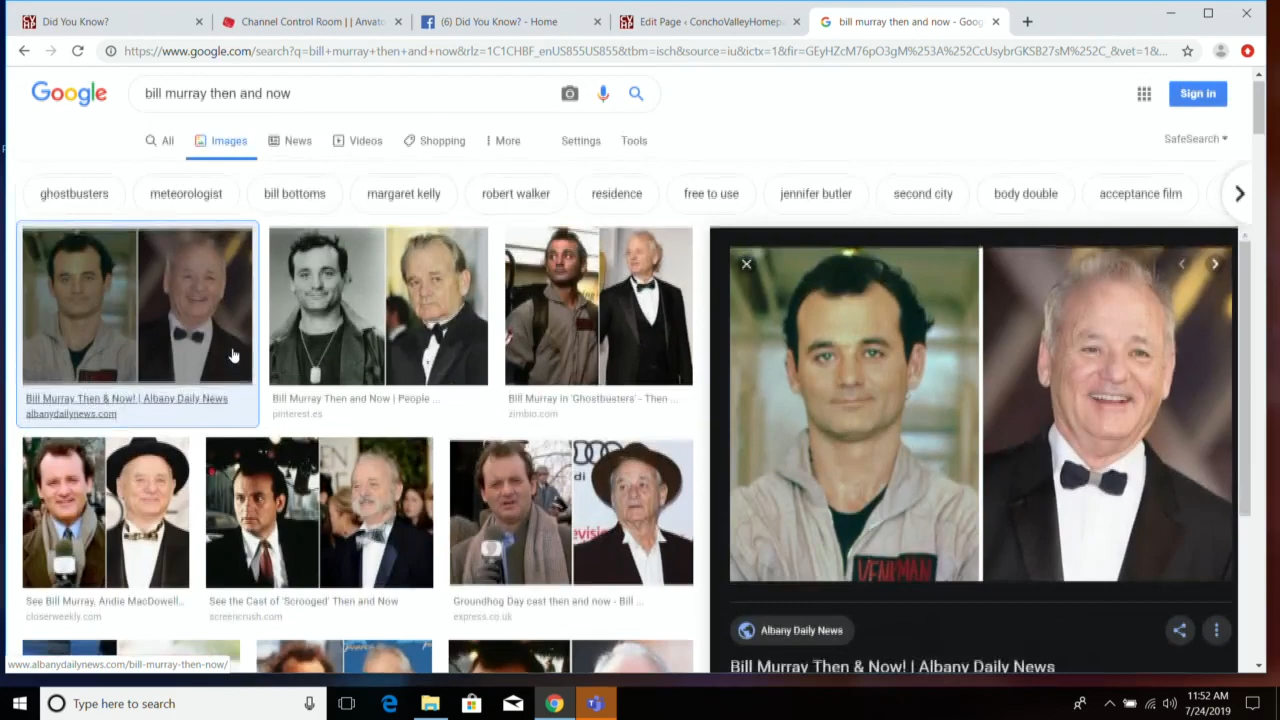 Did You Know?
Channel Control Room | | Anvato
(6) Did You Know? - Home
Edit Page ‹ ConchoValleyHomep
bill murray then and now - Goog
https://www.google.com/search?q=bill+murray+then+and+now&rlz=1C1CHBF_enUS855US855&tbm=isch&source=iu&ictx=1&fir=GEyHZcM76pO3gM%253A%252CcUsybrGKSB27sM%252C_&vet=1&...
Google
bill murray then and now
Sign in
All
Images
News
Videos
Shopping
More
Settings
Tools
SafeSearch
ghostbusters
meteorologist
bill bottoms
margaret kelly
robert walker
residence
free to use
jennifer butler
second city
body double
acceptance film
VENKMAN
Bill Murray Then & Now! | Albany Daily News
albanydailynews.com
Bill Murray Then and Now | People ...
pinterest.es
Bill Murray in 'Ghostbusters' - Then ...
zimbio.com
See Bill Murray, Andie MacDowell...
closerweekly.com
See the Cast of 'Scrooged' Then and Now
screencrush.com
Groundhog Day cast then and now - Bill ...
express.co.uk
Albany Daily News
Bill Murray Then & Now! | Albany Daily News
www.albanydailynews.com/bill-murray-then-now/
Type here to search
11:52 AM
7/24/2019